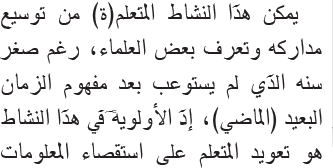 يمكن هذا النشاط المتعلم(ة) من توسيع
مداركه وتعرف بعض العلماء، رغم صغر
سنه الذي لم يستوعب بعد مفهوم الزمان
البعيد (الماضي)، إذ الأولوية في هذا النشاط
هو تعويد المتعلم على استقصاء المعلومات